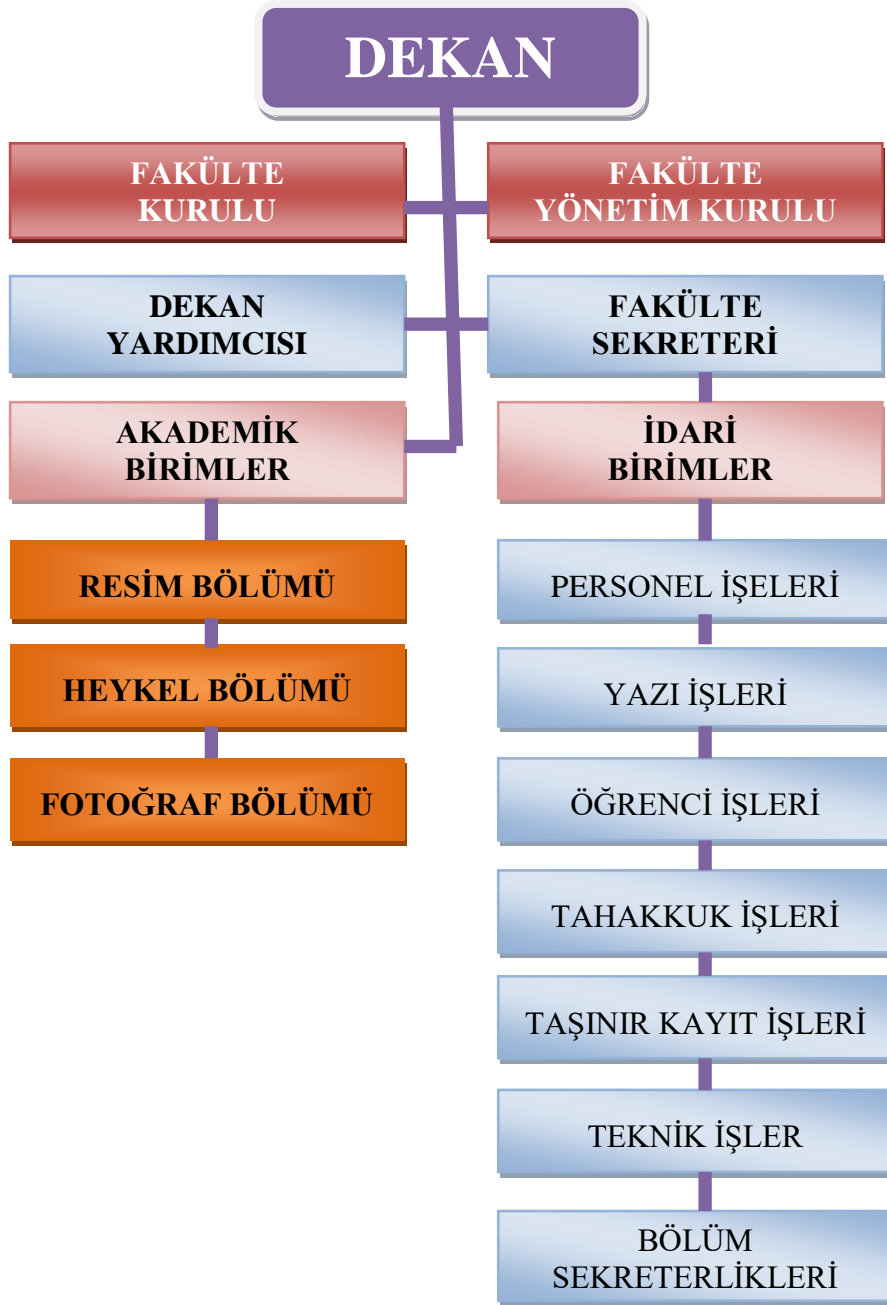 DEKAN
FAKÜLTE
KURULU
FAKÜLTE
YÖNETİM KURULU
DEKAN
YARDIMCISI
FAKÜLTE
SEKRETERİ
AKADEMİK
BİRİMLER
İDARİ
BİRİMLER
RESİM BÖLÜMÜ
HEYKEL BÖLÜMÜ
FOTOĞRAF BÖLÜMÜ
PERSONEL İŞELERİ
YAZI İŞLERİ
ÖĞRENCİ İŞLERİ
TAHAKKUK İŞLERİ
TAŞINIR KAYIT İŞLERİ
TEKNİK İŞLER
BÖLÜM
SEKRETERLİKLERİ